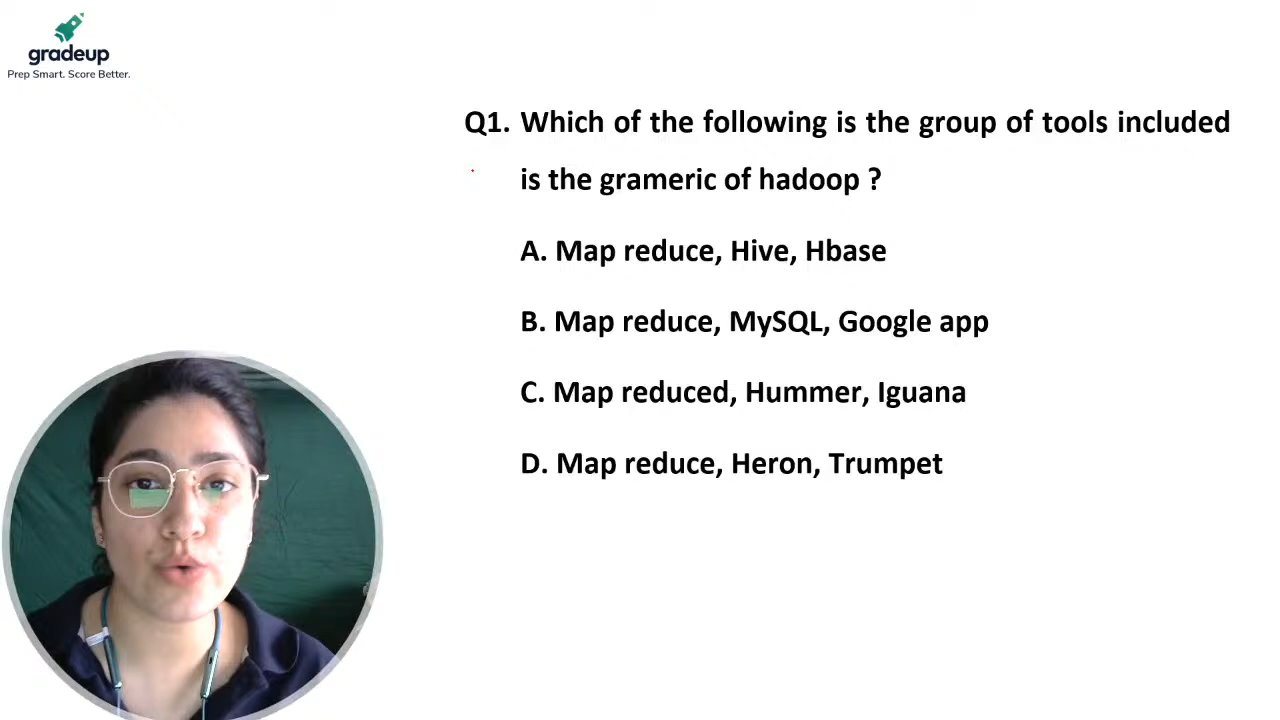 gradeup
Prep Smart. Score Better.
Q1. Which of the following is the group of tools included
is the grameric of hadoop ?
A. Map reduce, Hive, Hbase
B. Map reduce, MySQL, Google app
C. Map reduced, Hummer, Iguana
D. Map reduce, Heron, Trumpet